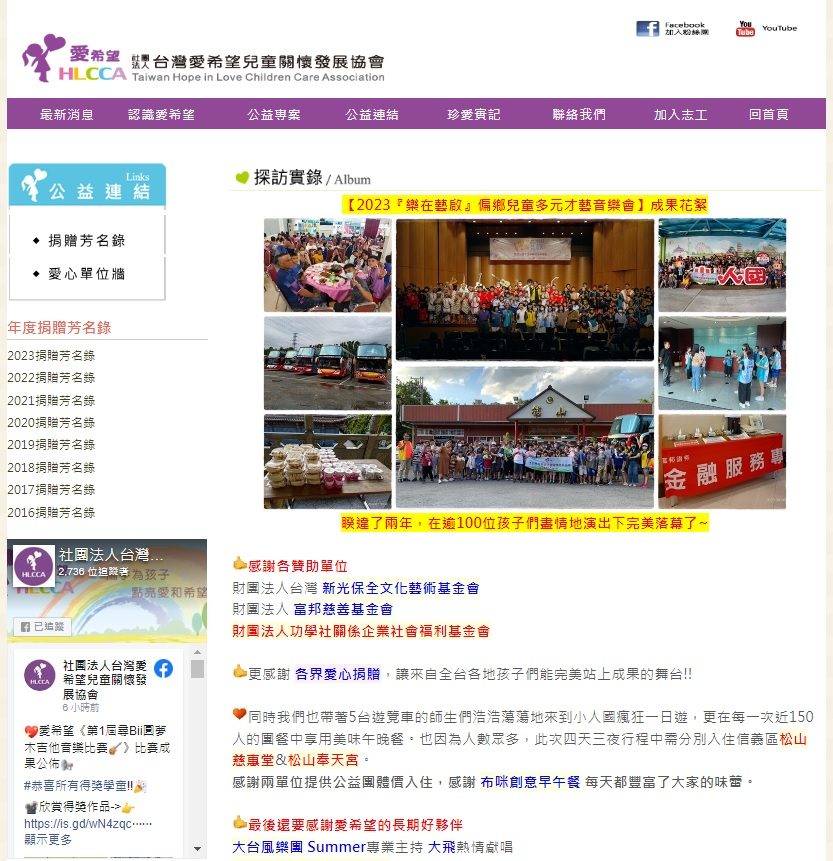 Facebook
加入粉絲團
You
Tube
YouTube
愛希望
HLCCA
社團
法人
台灣愛希望兒童關懷發展協會
Taiwan Hope in Love Children Care Association
最新消息 認識愛希望 公益專案 公益連結 珍愛實記 聯絡我們 加入志工 回首頁
Links
公益連結
捐贈芳名錄
愛心單位牆
年度捐贈芳名錄
2023捐贈芳名錄
2022捐贈芳名錄
2021捐贈芳名錄
2020捐贈芳名錄
2019捐贈芳名錄
2018捐贈芳名錄
2017捐贈芳名錄
2016捐贈芳名錄
HLCCA
社團法人台灣...
2,736 位追蹤者
為孩子
點亮愛和希望
已追蹤
HLCCA
社團法人台灣愛
希望兒童關懷發
展協會
6 小時前
愛希望《第1屆尋Bii圓夢
木吉他音樂比賽🎸》比賽成
果公佈
#恭喜所有得獎學童!!🎉
欣賞得獎作品->👉
https://is.gd/wN4zqc……
顯示更多
探訪實錄 / Album
【2023『樂在藝啟』偏鄉兒童多元才藝音樂會】成果花絮
小人國
桂山
金融服務專
睽違了兩年，在逾100位孩子們盡情地演出下完美落幕了~
👍感謝各贊助單位
財團法人台灣 新光保全文化藝術基金會
財團法人 富邦慈善基金會
財團法人功學社關係企業社會福利基金會
👍更感謝 各界愛心捐贈，讓來自全台各地孩子們能完美站上成果的舞台!!
❤同時我們也帶著5台遊覽車的師生們浩浩蕩蕩地來到小人國瘋狂一日遊，更在每一次近150
人的團餐中享用美味午晚餐。也因為人數眾多，此次四天三夜行程中需分別入住信義區松山
慈惠堂&松山奉天宮。
感謝兩單位提供公益團體價入住，感謝 布咪創意早午餐 每天都豐富了大家的味蕾。
👍最後還要感謝愛希望的長期好夥伴
大台風樂團 Summer專業主持 大飛熱情獻唱